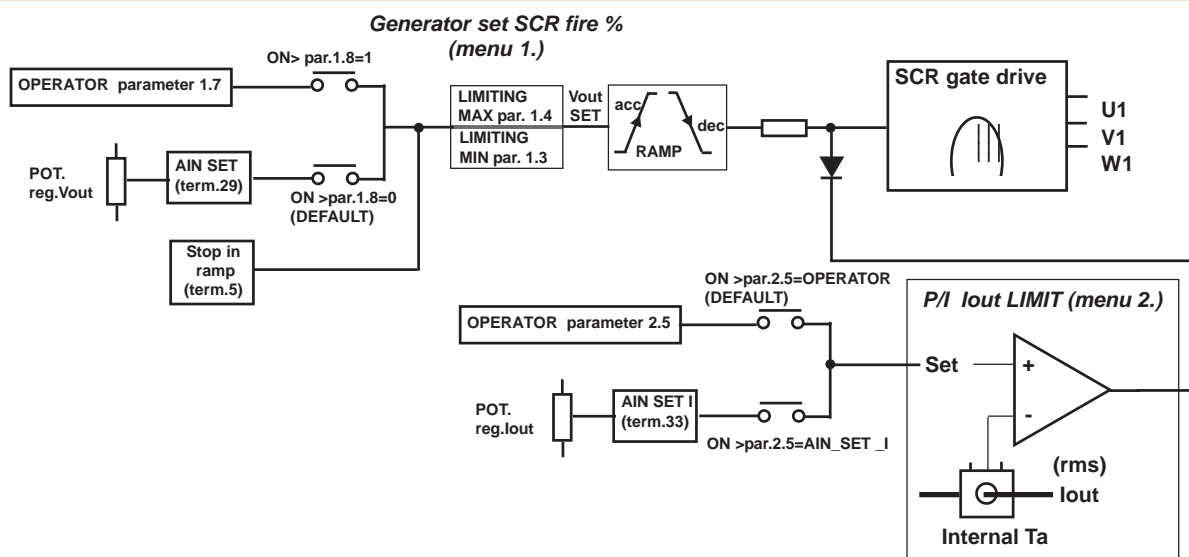 Generator set SCR fire %
(menu 1.)
ON> par.1.8=1
OPERATOR parameter 1.7
POT.
reg.Vout
AIN SET
(term.29)
ON >par.1.8=0
(DEFAULT)
Stop in
ramp
(term.5)
LIMITING
MAX par. 1.4
LIMITING
MIN par. 1.3
Vout
SET
acc
dec
RAMP
SCR gate drive
U1
V1
W1
ON >par.2.5=OPERATOR
(DEFAULT)
OPERATOR parameter 2.5
POT.
reg.Iout
AIN SET I
(term.33)
ON >par.2.5=AIN_SET _I
P/I Iout LIMIT (menu 2.)
Set
+
-
(rms)
Iout
Internal Ta